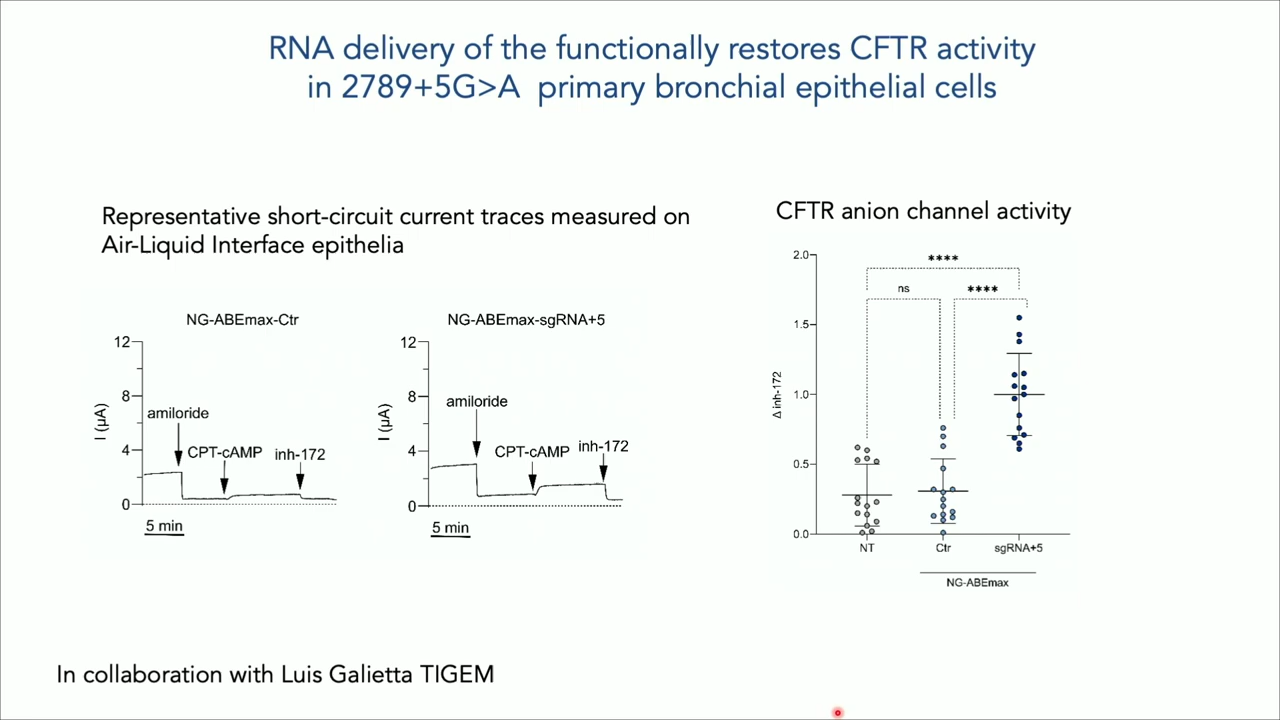 RNA delivery of the functionally restores CFTR activity
in 2789+5G>A primary bronchial epithelial cells
Representative short-circuit current traces measured on
Air-Liquid Interface epithelia
NG-ABEmax-Ctr
12
8
4
0
I (µA)
amiloride
CPT-cAMP
inh-172
5 min
NG-ABEmax-sgRNA+5
12
8
4
0
I (µA)
amiloride
CPT-cAMP
inh-172
5 min
CFTR anion channel activity
2.0
1.5
1.0
0.5
0.0
Δ inh-172
****
ns
****
NT
Ctr
sgRNA+5
NG-ABEmax
In collaboration with Luis Galietta TIGEM